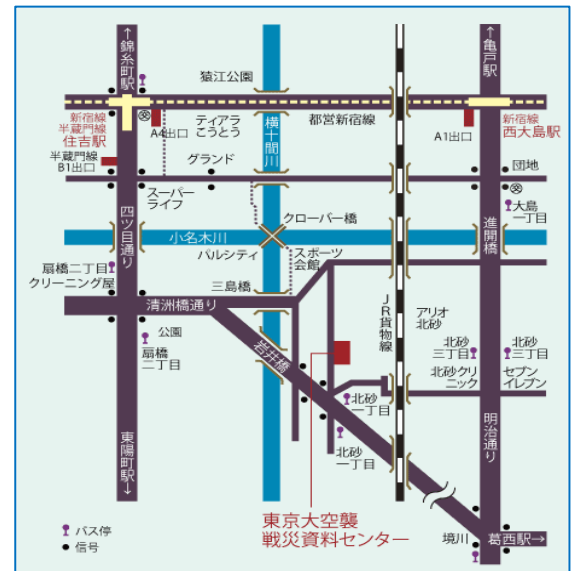 ↑錦糸町駅
↑亀戸駅
猿江公園
新宿線
半蔵門線
住吉駅
A4出口
ティアラ
こうとう
横十間川
都営新宿線
A1出口
新宿線
西大島駅
半蔵門線
B1出口
グランド
団地
スーパー
ライフ
四ツ目通り
クローバー橋
大島
一丁目
進開橋
小名木川
パルシティ
スポーツ
会館
扇橋二丁目
クリーニング屋
三島橋
清洲橋通り
JR貨物線
アリオ
北砂
公園
扇橋
二丁目
岩井橋
北砂
三丁目
北砂
三丁目
北砂クリ
ニック
セブン
イレブン
北砂
一丁目
北砂
一丁目
明治通り
東陽町駅↓
東京大空襲
戦災資料センター
バス停
信号
境川
葛西駅→